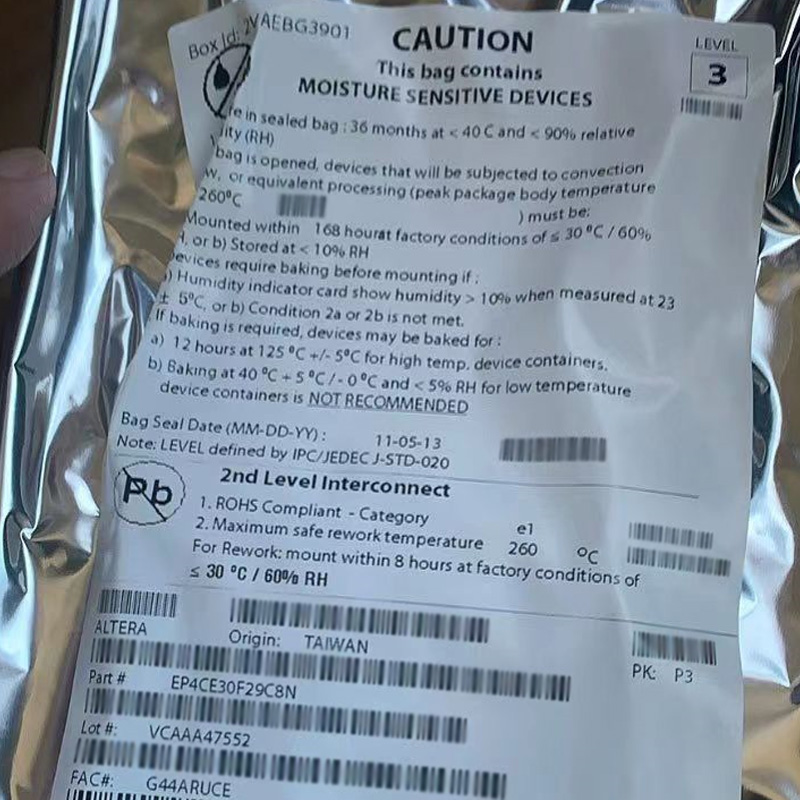 Box Id: 2VAEBG3901
CAUTION
LEVEL
3
This bag contains
MOISTURE SENSITIVE DEVICES
fe in sealed bag : 36 months at < 40 C and < 90% relative
ity (RH)
bag is opened, devices that will be subjected to convection
w, or equivalent processing (peak package body temperature
260°C ) must be:
Mounted within 168 hourat factory conditions of ≤ 30 °C / 60%
, or b) Stored at < 10% RH
evices require baking before mounting if :
) Humidity indicator card show humidity > 10% when measured at 23
± 5°C, or b) Condition 2a or 2b is not met.
If baking is required, devices may be baked for :
a) 12 hours at 125 °C +/- 5°C for high temp. device containers.
b) Baking at 40 °C + 5 °C / - 0 °C and < 5% RH for low temperature
device containers is NOT RECOMMENDED
Bag Seal Date (MM-DD-YY) : 11-05-13
Note: LEVEL defined by IPC/JEDEC J-STD-020
Pb
2nd Level Interconnect
1. ROHS Compliant - Category e1
2. Maximum safe rework temperature 260 °C
For Rework: mount within 8 hours at factory conditions of
≤ 30 °C / 60% RH
ALTERA
Origin: TAIWAN
PK: P3
Part # EP4CE30F29C8N
Lot #: VCAAA47552
FAC#: G44ARUCE